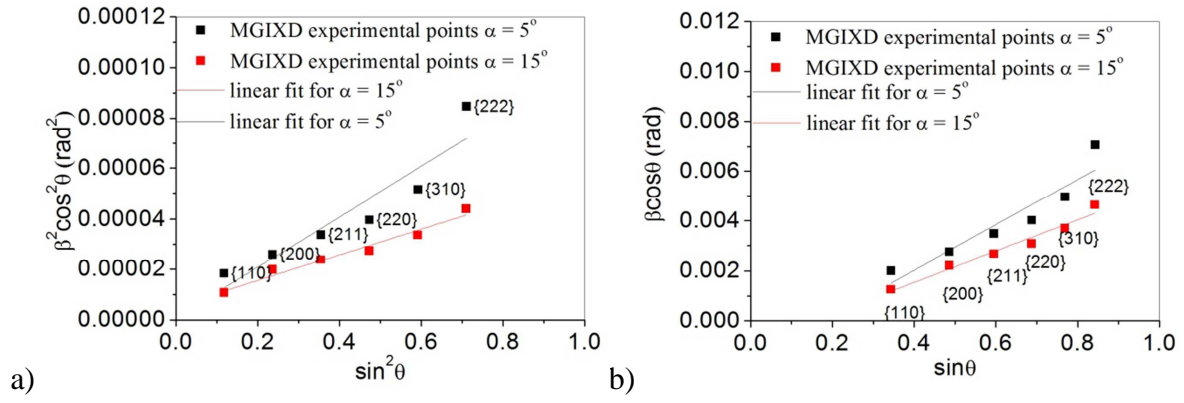 0.00012
0.00010
0.00008
0.00006
0.00004
0.00002
0.00000
β²cos²θ (rad²)
MGIXD experimental points α = 5°
MGIXD experimental points α = 15°
linear fit for α = 15°
linear fit for α = 5°
{110}
{200}
{211}
{220}
{310}
{222}
0.0 0.2 0.4 0.6 0.8 1.0
sin²θ
a)
0.012
0.010
0.008
0.006
0.004
0.002
0.000
βcosθ (rad)
MGIXD experimental points α = 5°
MGIXD experimental points α = 15°
linear fit for α = 5°
linear fit for α = 15°
{110}
{200}
{211}
{220}
{310}
{222}
0.0 0.2 0.4 0.6 0.8 1.0
sinθ
b)